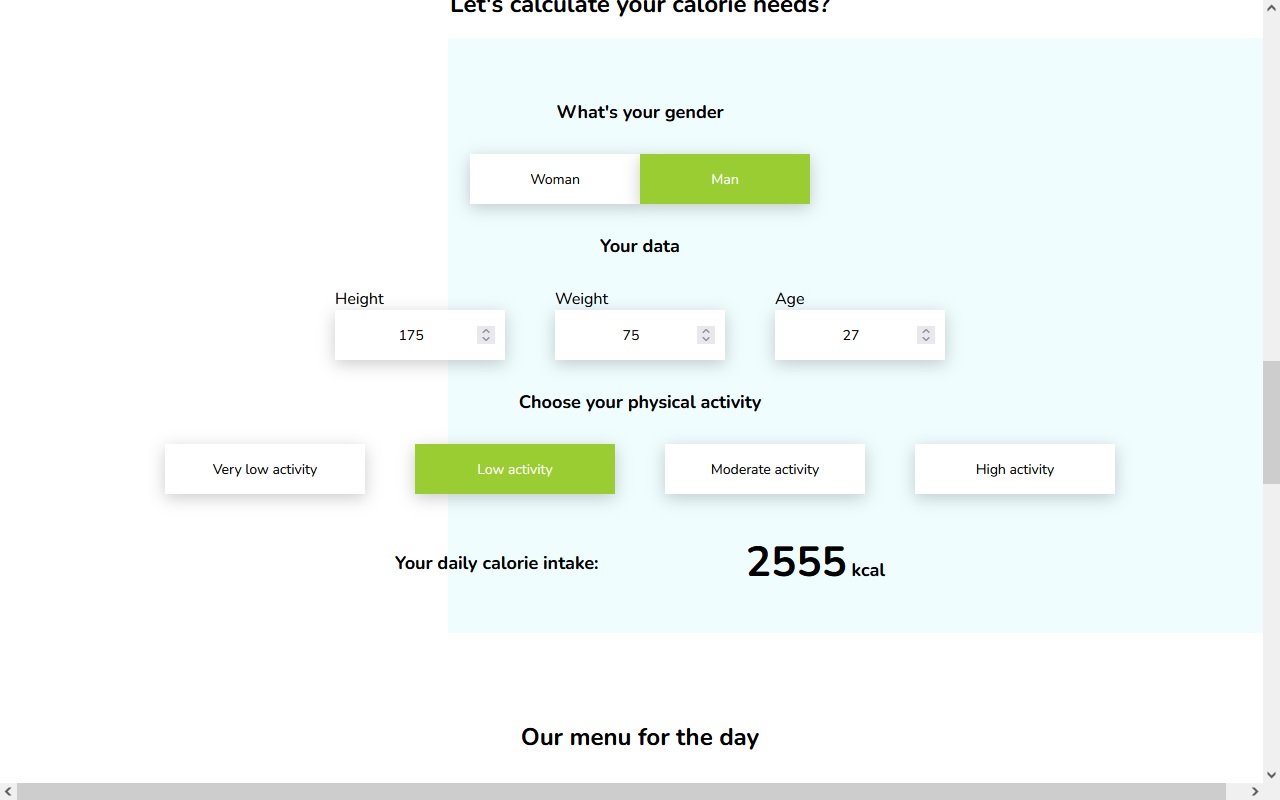 Let's calculate your calorie needs?
What's your gender
Woman Man
Your data
Height Weight Age
175 75 27
Choose your physical activity
Very low activity Low activity Moderate activity High activity
Your daily calorie intake: 2555 kcal
Our menu for the day